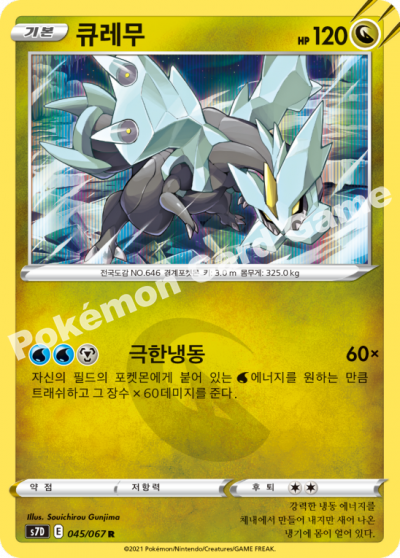 기본 큐레무 HP 120
전국도감 NO.646 경계포켓몬 키: 3.0 m 몸무게: 325.0 kg
Pokémon Card Game
극한냉동 60×
자신의 필드의 포켓몬에게 붙어 있는 에너지를 원하는 만큼
트래쉬하고 그 장수 × 60데미지를 준다.
약점 저항력 후퇴
Illus. Souichirou Gunjima
강력한 냉동 에너지를
체내에서 만들어 내지만 새어 나온
냉기에 몸이 얼어 있다.
s7D E 045/067 R
©2021 Pokémon/Nintendo/Creatures/GAME FREAK.